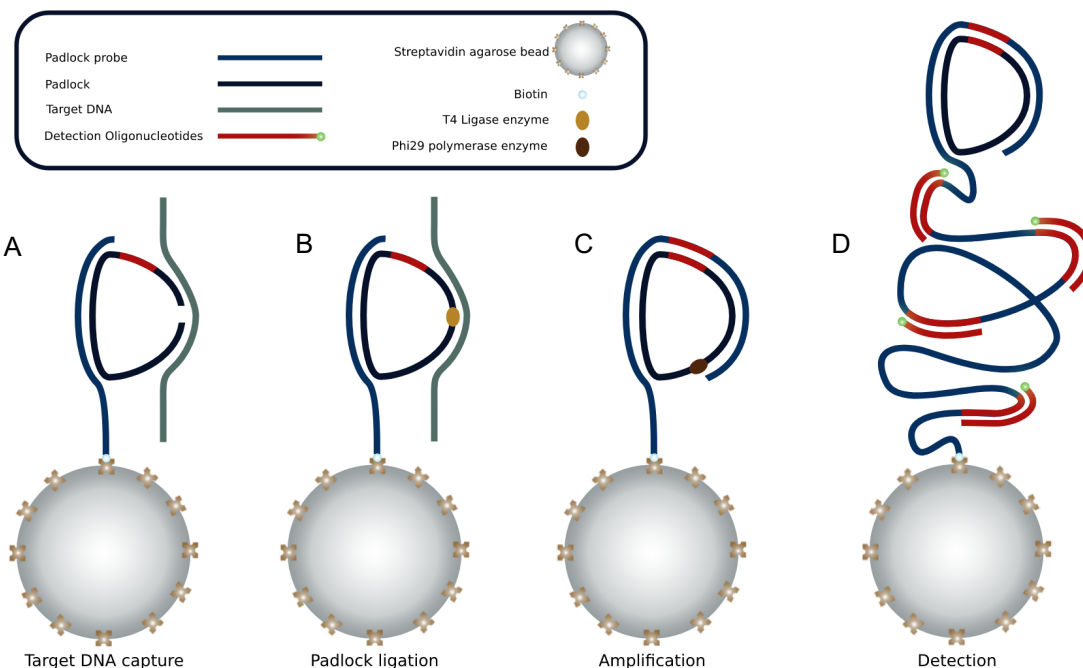 Padlock probe
Padlock
Target DNA
Detection Oligonucleotides
Streptavidin agarose bead
Biotin
T4 Ligase enzyme
Phi29 polymerase enzyme
A
B
C
D
Target DNA capture
Padlock ligation
Amplification
Detection